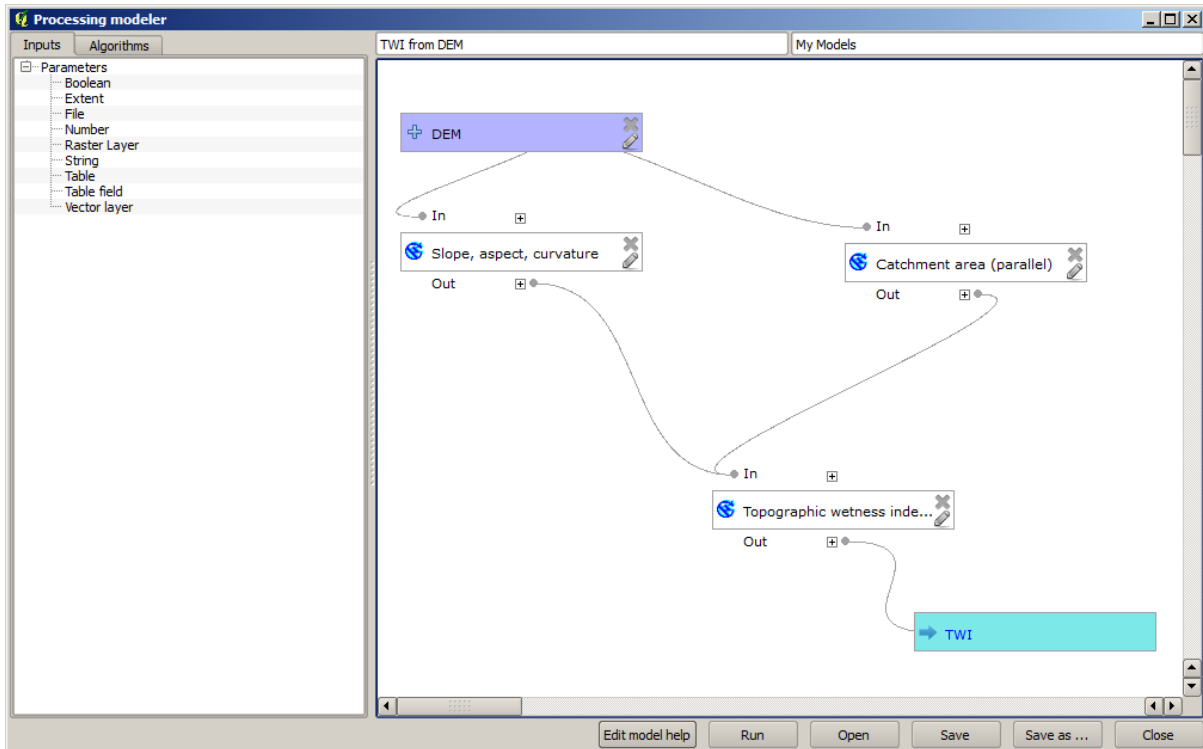 Processing modeler
Inputs
Algorithms
TWI from DEM
My Models
Parameters
Boolean
Extent
File
Number
Raster Layer
String
Table
Table field
Vector layer
DEM
In
Slope, aspect, curvature
Out
In
Catchment area (parallel)
Out
In
Topographic wetness inde...
Out
TWI
Edit model help
Run
Open
Save
Save as ...
Close